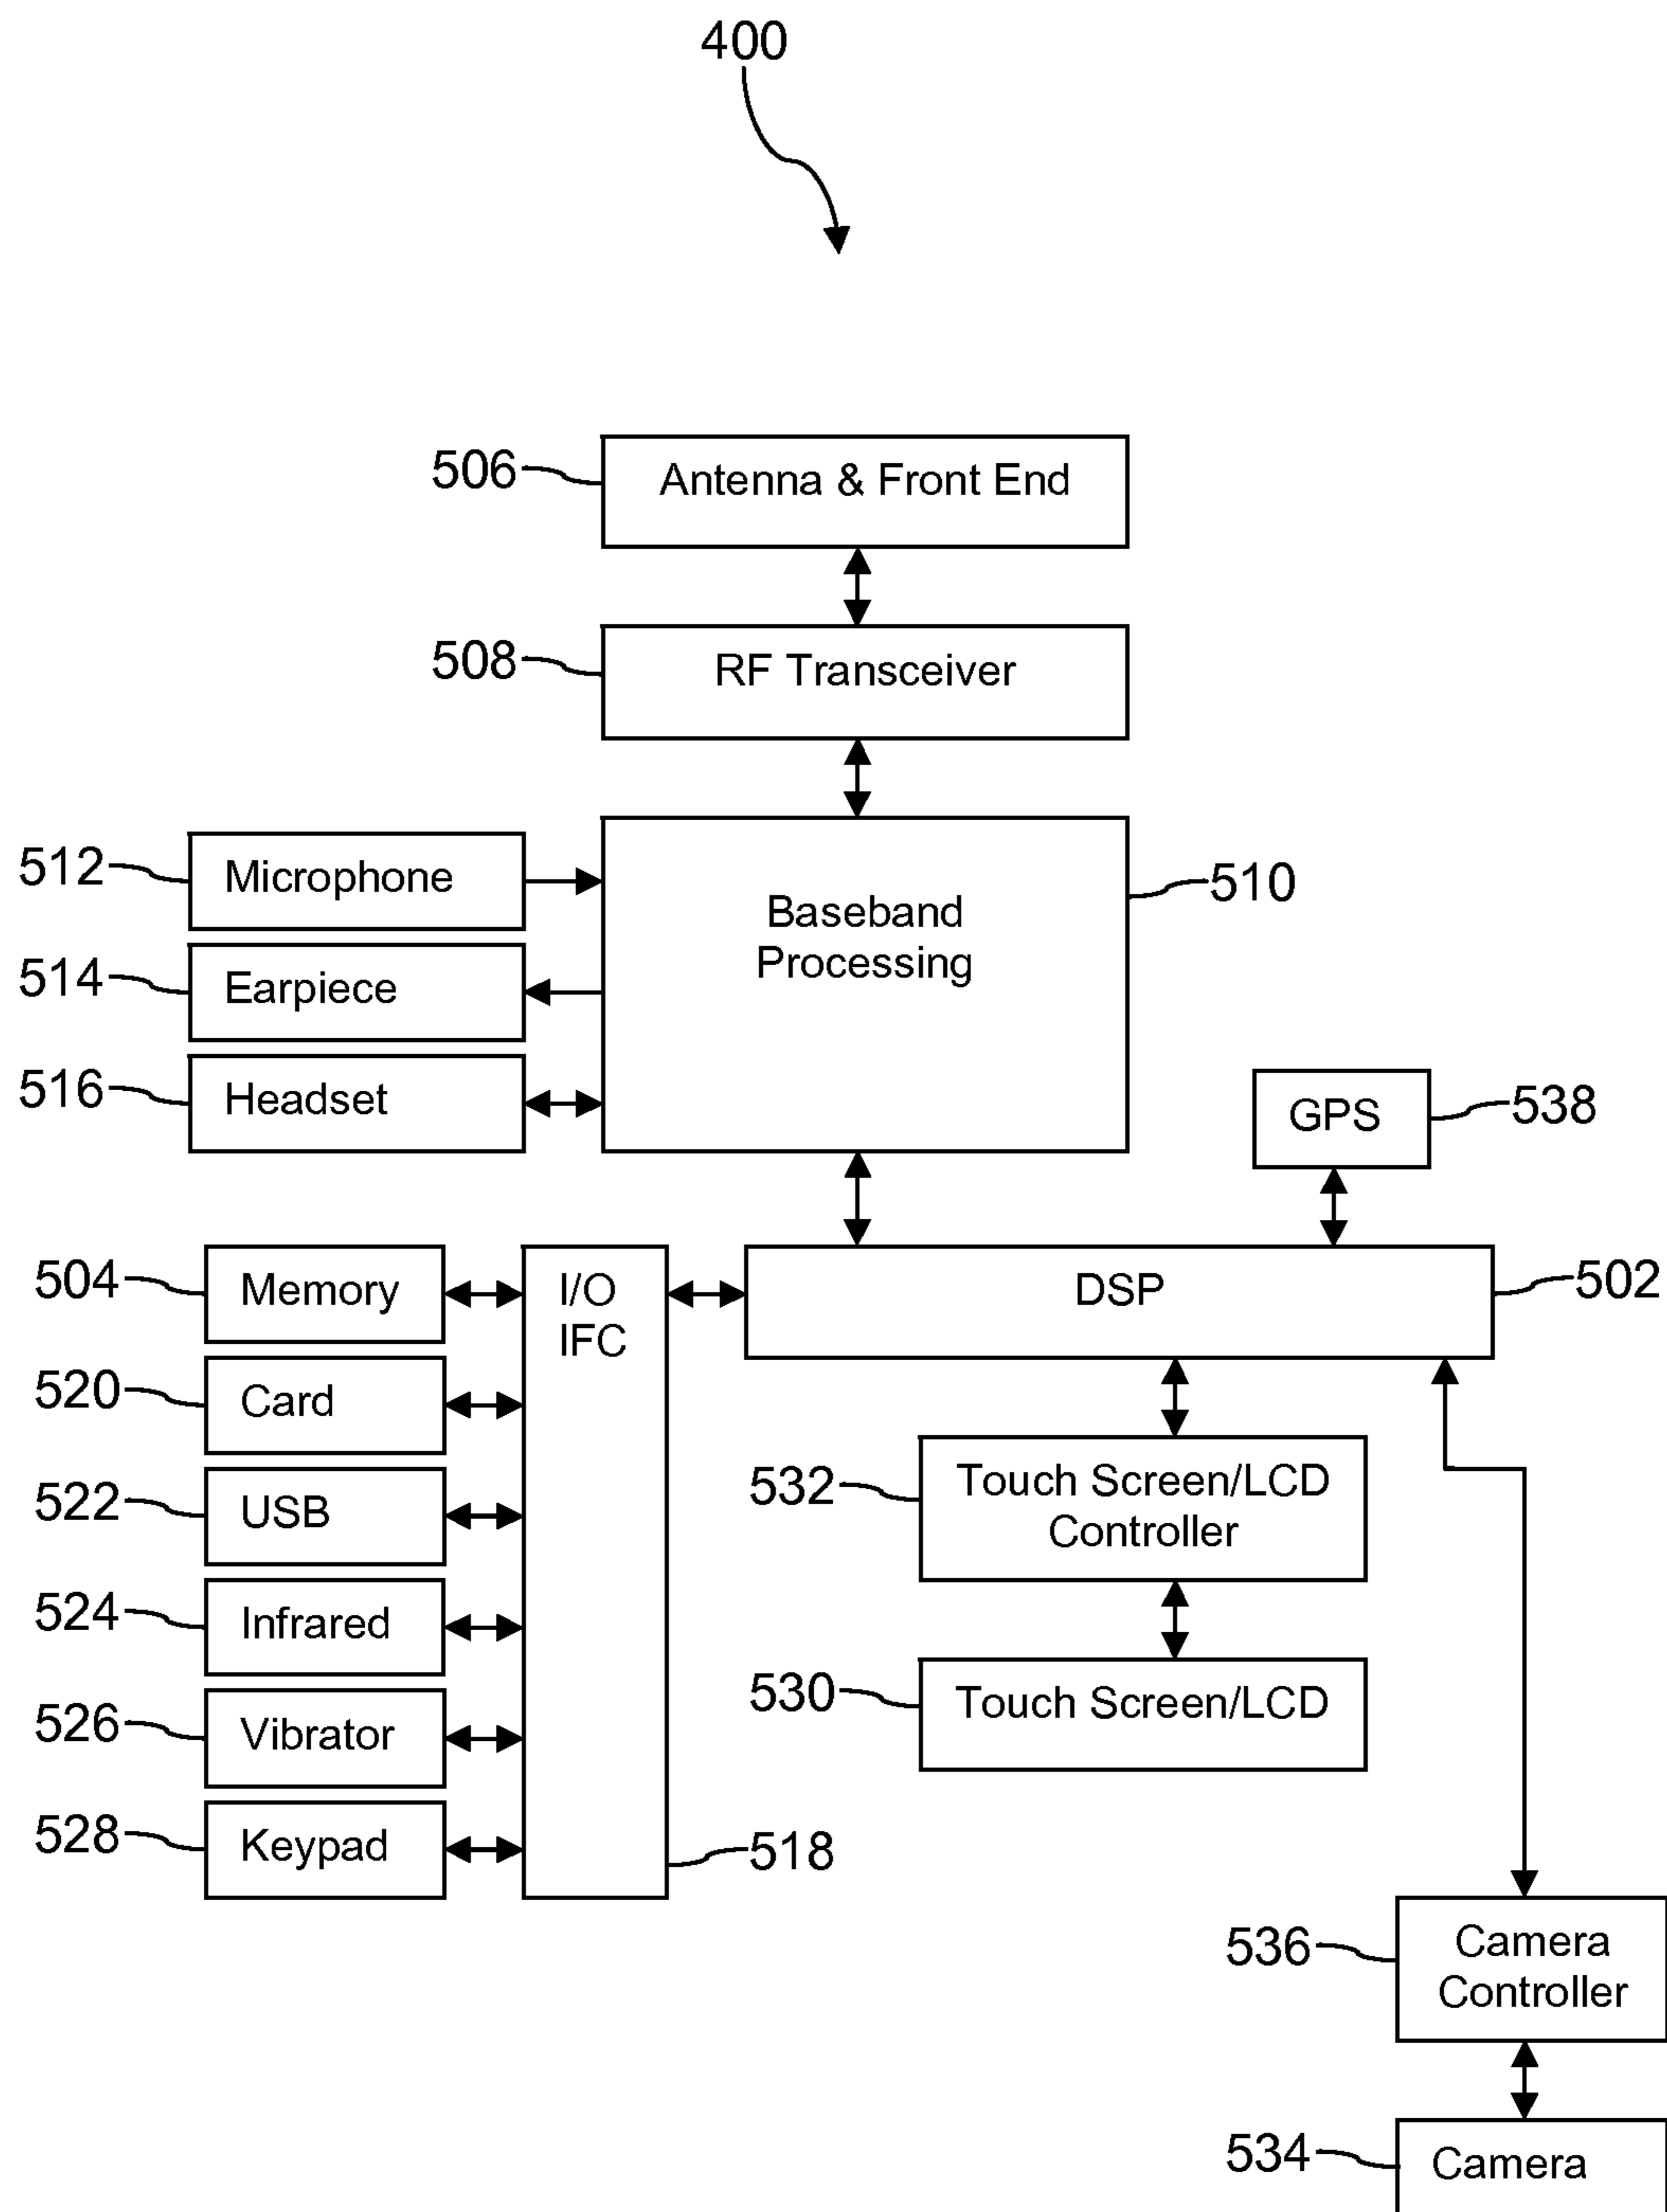 400
506
Antenna & Front End
508
RF Transceiver
512
Microphone
Baseband
Processing
510
514
Earpiece
516
Headset
GPS
538
504
Memory
I/O
IFC
DSP
502
520
Card
522
USB
532
Touch Screen/LCD
Controller
524
Infrared
530
Touch Screen/LCD
526
Vibrator
528
Keypad
518
536
Camera
Controller
534
Camera